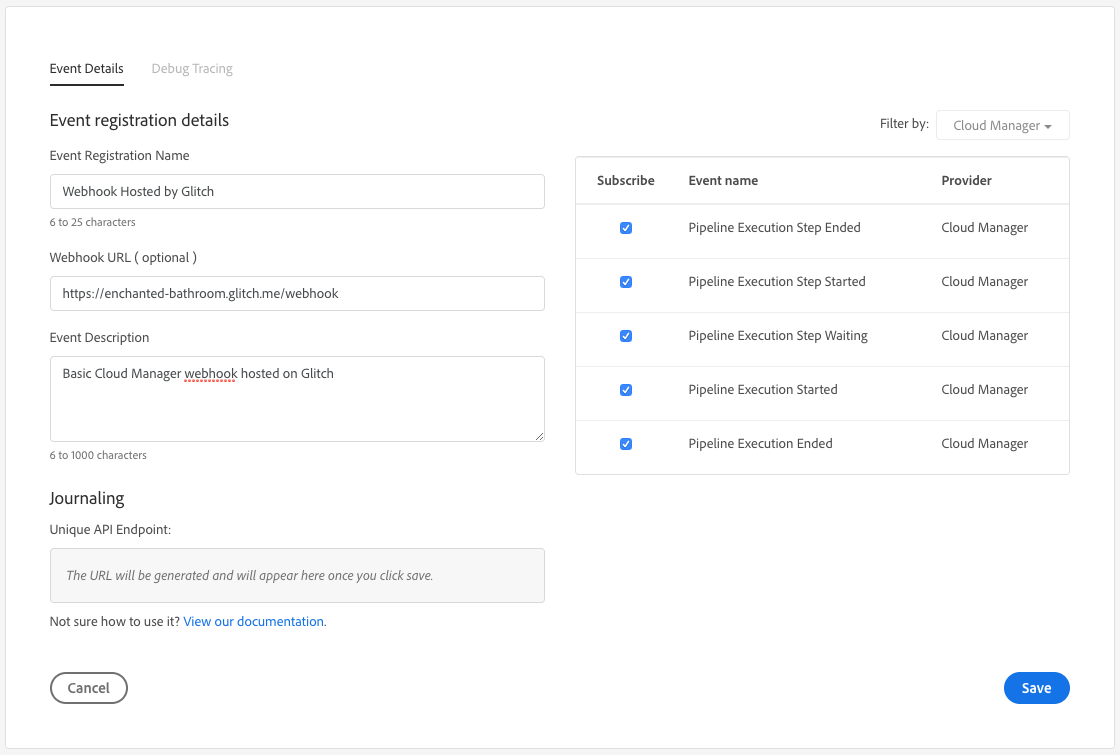 Event Details
Debug Tracing
Event registration details
Event Registration Name
Webhook Hosted by Glitch
6 to 25 characters
Webhook URL ( optional )
https://enchanted-bathroom.glitch.me/webhook
Event Description
Basic Cloud Manager webhook hosted on Glitch
6 to 1000 characters
Journaling
Unique API Endpoint:
The URL will be generated and will appear here once you click save.
Not sure how to use it? View our documentation.
Filter by: Cloud Manager
Subscribe Event name Provider
Pipeline Execution Step Ended Cloud Manager
Pipeline Execution Step Started Cloud Manager
Pipeline Execution Step Waiting Cloud Manager
Pipeline Execution Started Cloud Manager
Pipeline Execution Ended Cloud Manager
Cancel
Save